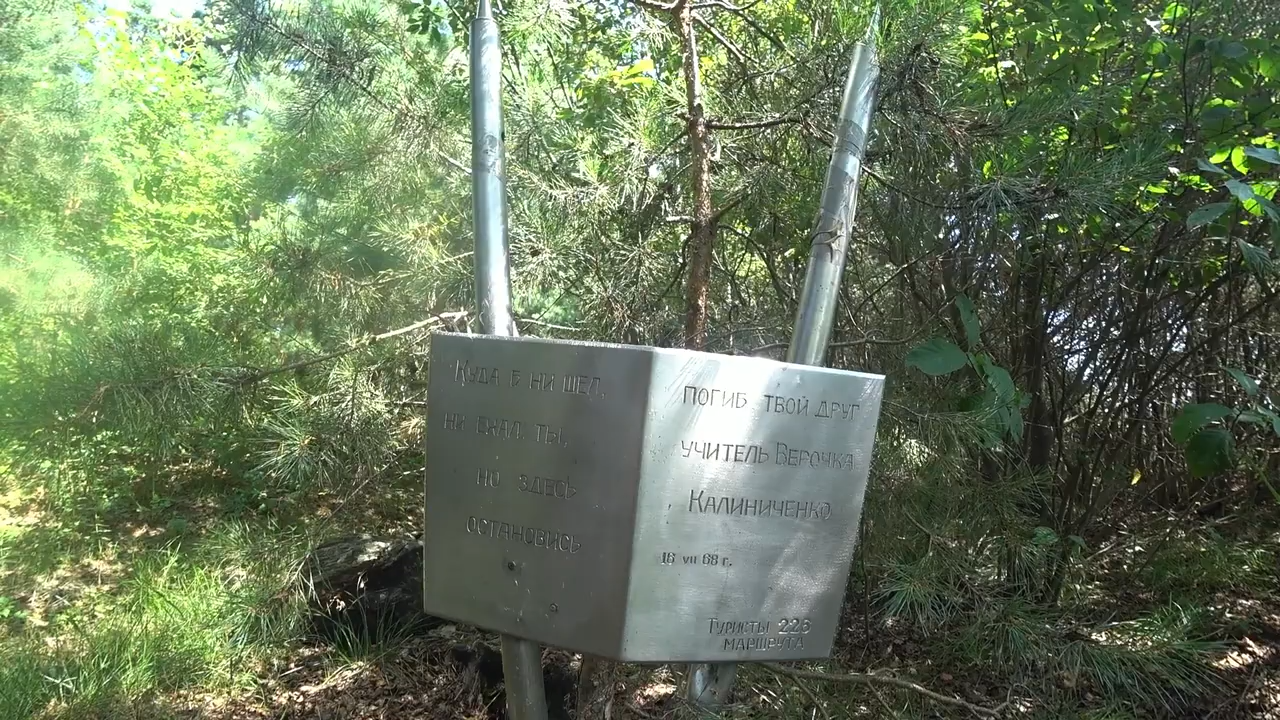 Куда б ни шел,
ни ехал ты,
но здесь
остановись
погиб твой друг
учитель Верочка
Калиниченко
16 VII 68 г.
Туристы 226
маршрута